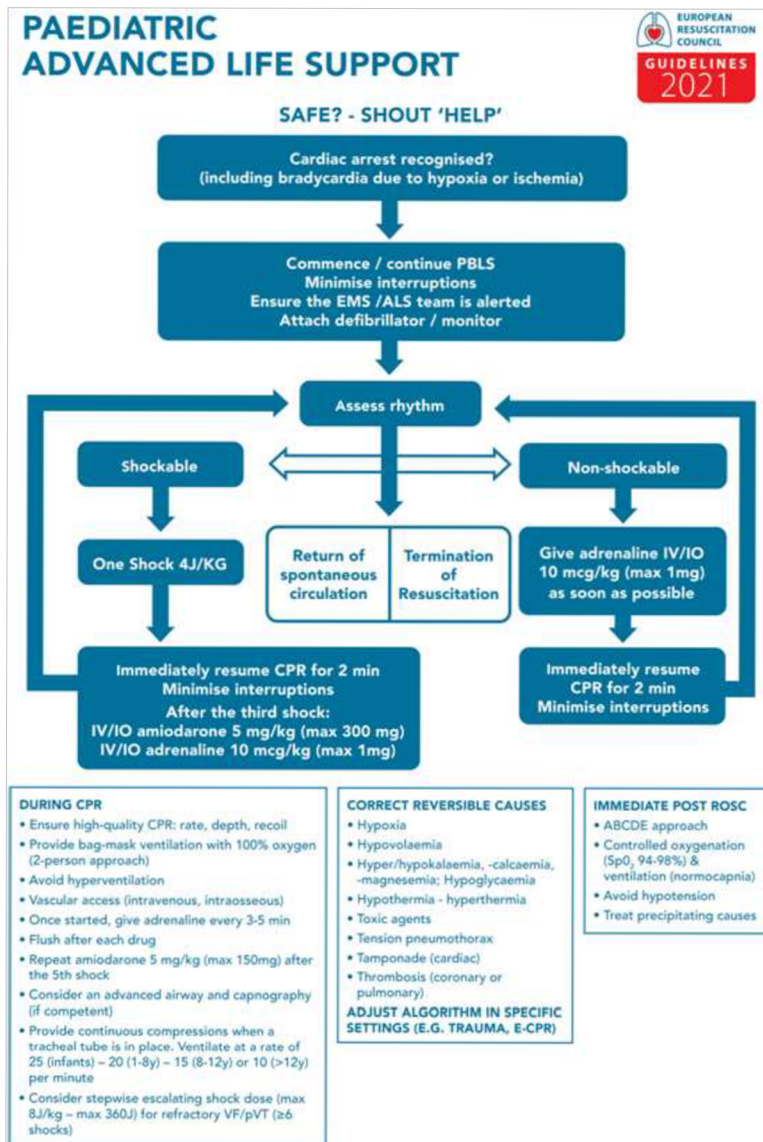 PAEDIATRIC
ADVANCED LIFE SUPPORT
EUROPEAN
RESUSCITATION
COUNCIL
GUIDELINES
2021
SAFE? - SHOUT 'HELP'
Cardiac arrest recognised?
(including bradycardia due to hypoxia or ischemia)
Commence / continue PBLS
Minimise interruptions
Ensure the EMS /ALS team is alerted
Attach defibrillator / monitor
Assess rhythm
Shockable
Non-shockable
One Shock 4J/KG
Return of
spontaneous
circulation
Termination
of
Resuscitation
Give adrenaline IV/IO
10 mcg/kg (max 1mg)
as soon as possible
Immediately resume CPR for 2 min
Minimise interruptions
After the third shock:
IV/IO amiodarone 5 mg/kg (max 300 mg)
IV/IO adrenaline 10 mcg/kg (max 1mg)
Immediately resume
CPR for 2 min
Minimise interruptions
DURING CPR
• Ensure high-quality CPR: rate, depth, recoil
• Provide bag-mask ventilation with 100% oxygen
(2-person approach)
• Avoid hyperventilation
• Vascular access (intravenous, intraosseous)
• Once started, give adrenaline every 3-5 min
• Flush after each drug
• Repeat amiodarone 5 mg/kg (max 150mg) after
the 5th shock
• Consider an advanced airway and capnography
(if competent)
• Provide continuous compressions when a
tracheal tube is in place. Ventilate at a rate of
25 (infants) – 20 (1-8y) – 15 (8-12y) or 10 (>12y)
per minute
• Consider stepwise escalating shock dose (max
8J/kg – max 360J) for refractory VF/pVT (≥6
shocks)
CORRECT REVERSIBLE CAUSES
• Hypoxia
• Hypovolaemia
• Hyper/hypokalaemia, -calcaemia,
-magnesemia; Hypoglycaemia
• Hypothermia - hyperthermia
• Toxic agents
• Tension pneumothorax
• Tamponade (cardiac)
• Thrombosis (coronary or
pulmonary)
ADJUST ALGORITHM IN SPECIFIC
SETTINGS (E.G. TRAUMA, E-CPR)
IMMEDIATE POST ROSC
• ABCDE approach
• Controlled oxygenation
(Sp0₂ 94-98%) &
ventilation (normocapnia)
• Avoid hypotension
• Treat precipitating causes